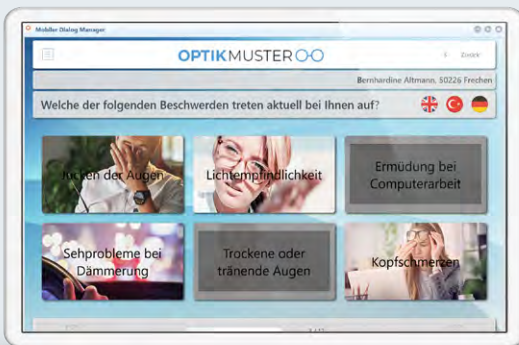 Mobiler Dialog Manager
OPTIKMUSTER
Zurück
Bernhardine Altmann, 50226 Frechen
Welche der folgenden Beschwerden treten aktuell bei Ihnen auf?
Jucken der Augen
Lichtempfindlichkeit
Ermüdung bei
Computerarbeit
Sehprobleme bei
Dämmerung
Trockene oder
tränende Augen
Kopfschmerzen